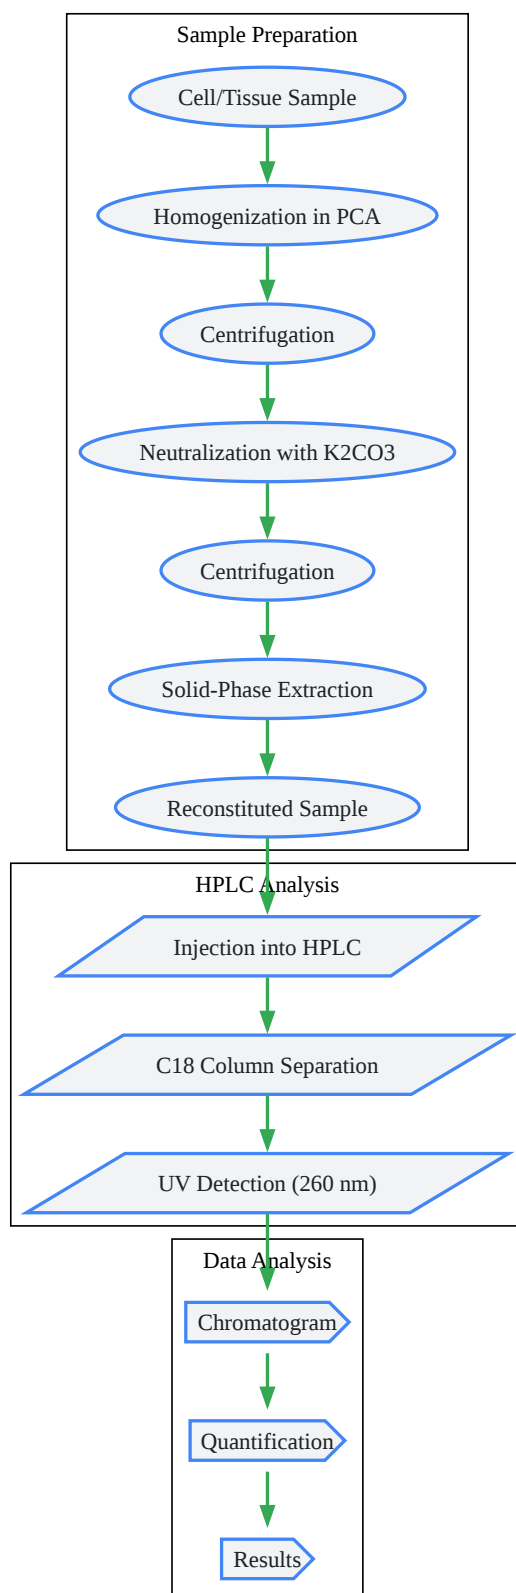 Sample Preparation
Cell/Tissue Sample
Homogenization in PCA
Centrifugation
Neutralization with K2CO3
Centrifugation
Solid-Phase Extraction
Reconstituted Sample
HPLC Analysis
Injection into HPLC
C18 Column Separation
UV Detection (260 nm)
Data Analysis
Chromatogram
Quantification
Results